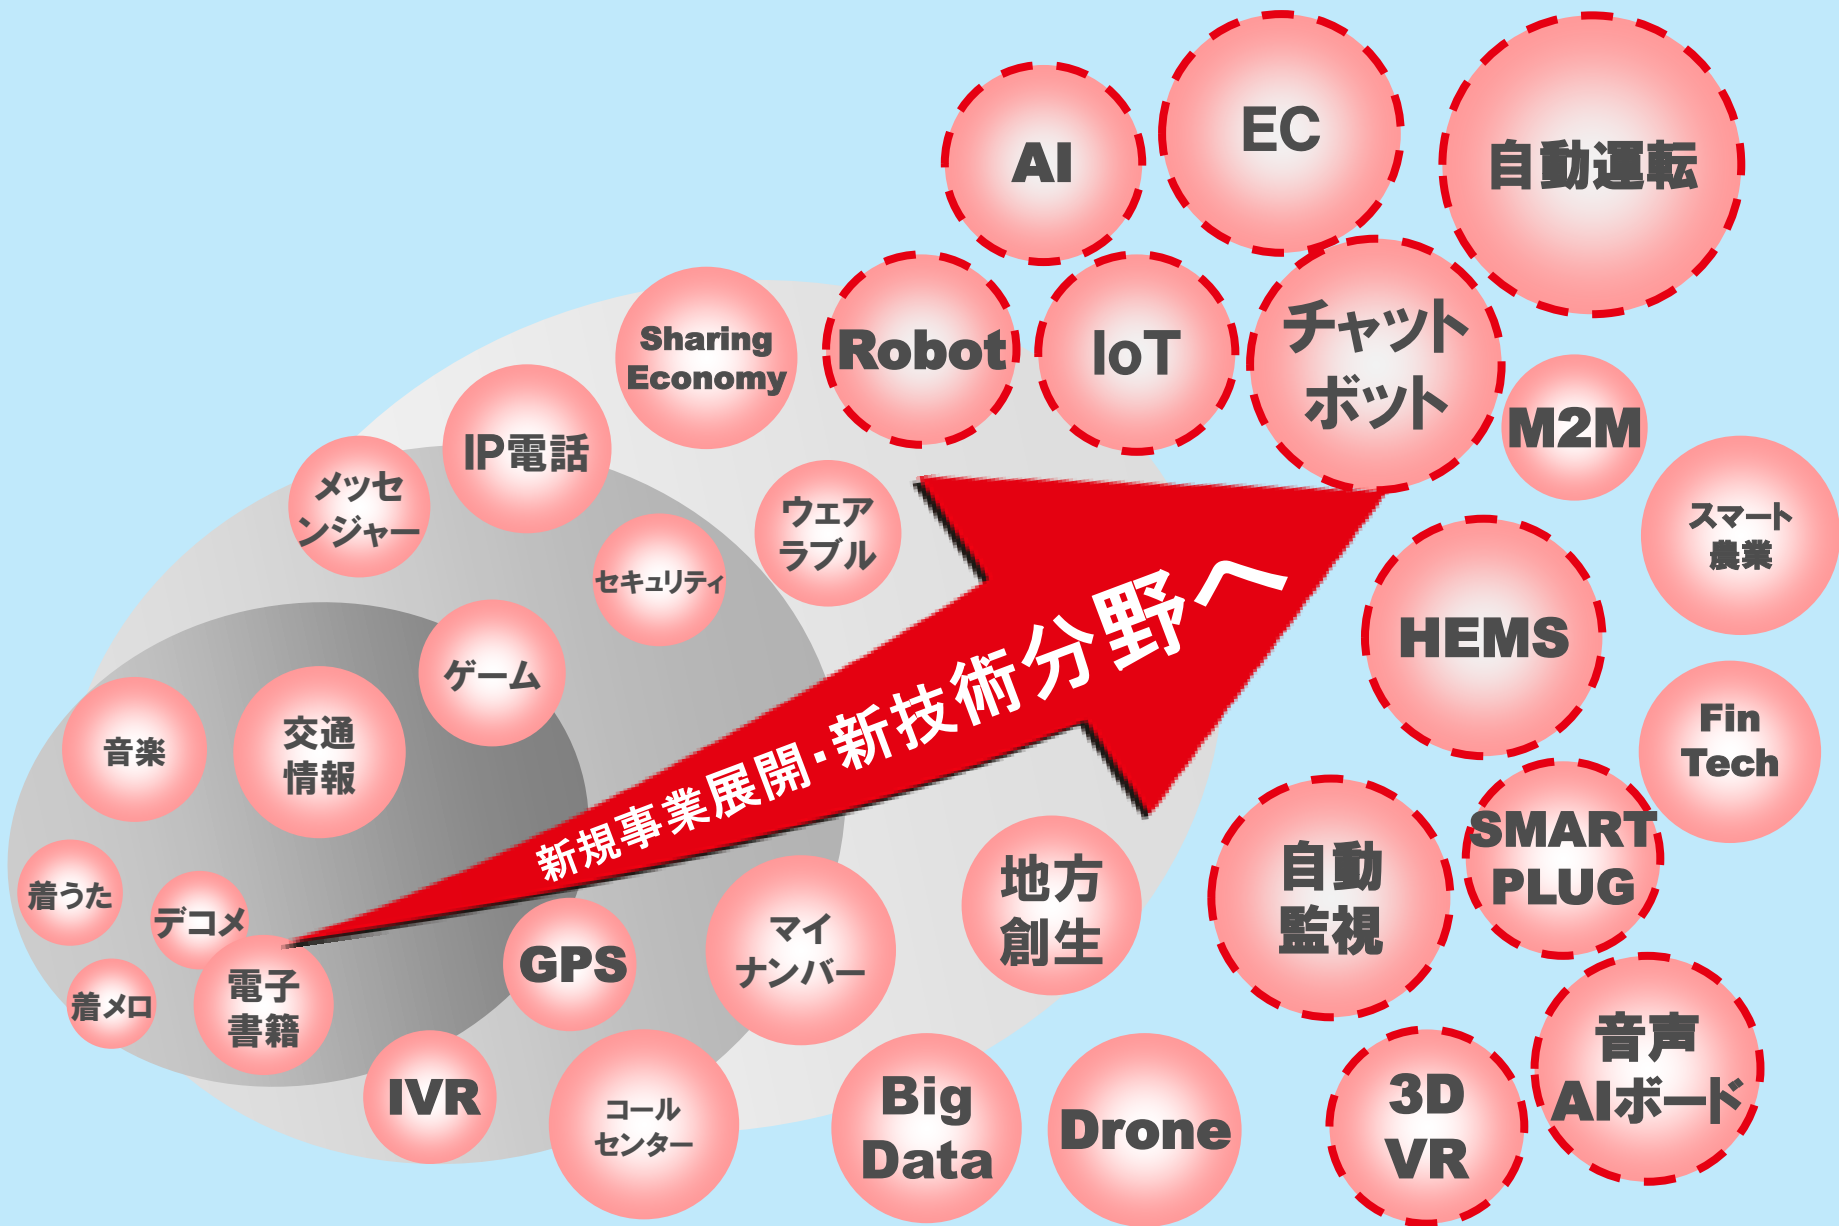 AI
EC
自動運転
Sharing
Economy
Robot
IoT
チャット
ボット
M2M
IP電話
メッセ
ンジャー
ウェア
ラブル
スマート
農業
セキュリティ
新規事業展開・新技術分野へ
HEMS
ゲーム
音楽
交通
情報
Fin
Tech
SMART
PLUG
自動
監視
地方
創生
着うた
デコメ
GPS
マイ
ナンバー
着メロ
電子
書籍
IVR
コール
センター
Big
Data
Drone
3D
VR
音声
AIボード